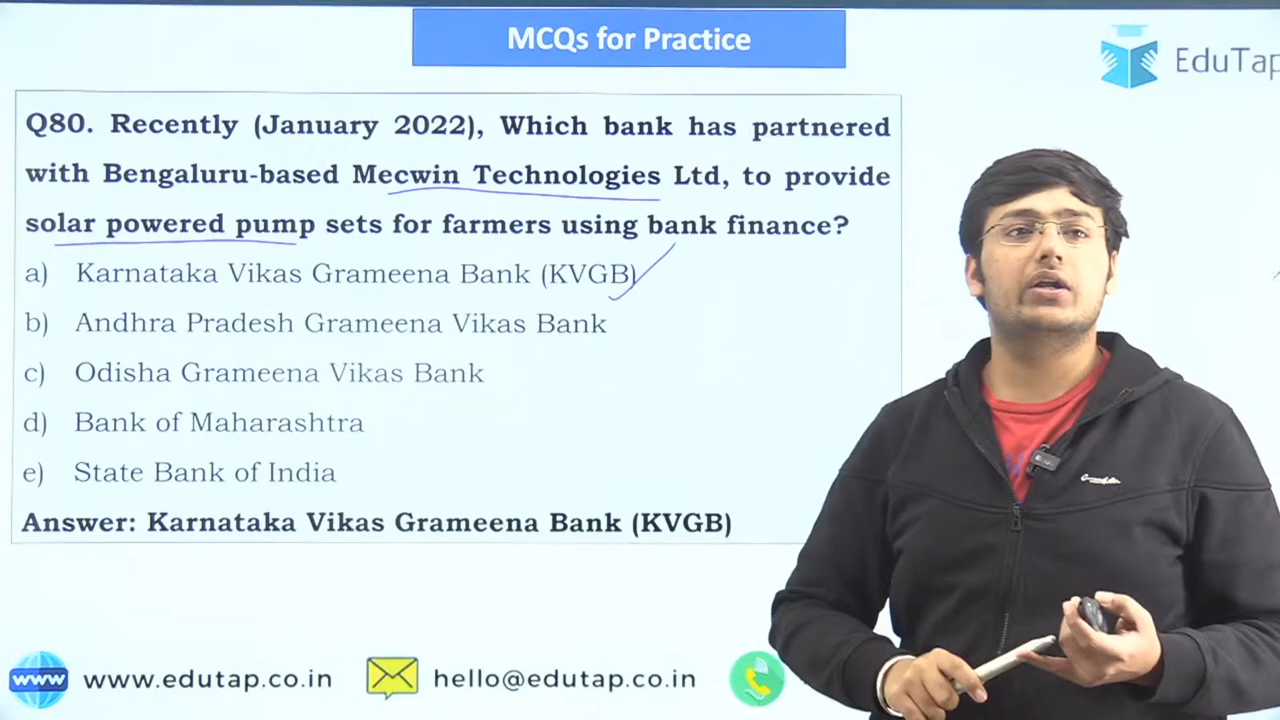 MCQs for Practice
EduTap
Q80. Recently (January 2022), Which bank has partnered
with Bengaluru-based Mecwin Technologies Ltd, to provide
solar powered pump sets for farmers using bank finance?
a) Karnataka Vikas Grameena Bank (KVGB)
b) Andhra Pradesh Grameena Vikas Bank
c) Odisha Grameena Vikas Bank
d) Bank of Maharashtra
e) State Bank of India
Answer: Karnataka Vikas Grameena Bank (KVGB)
www www.edutap.co.in hello@edutap.co.in